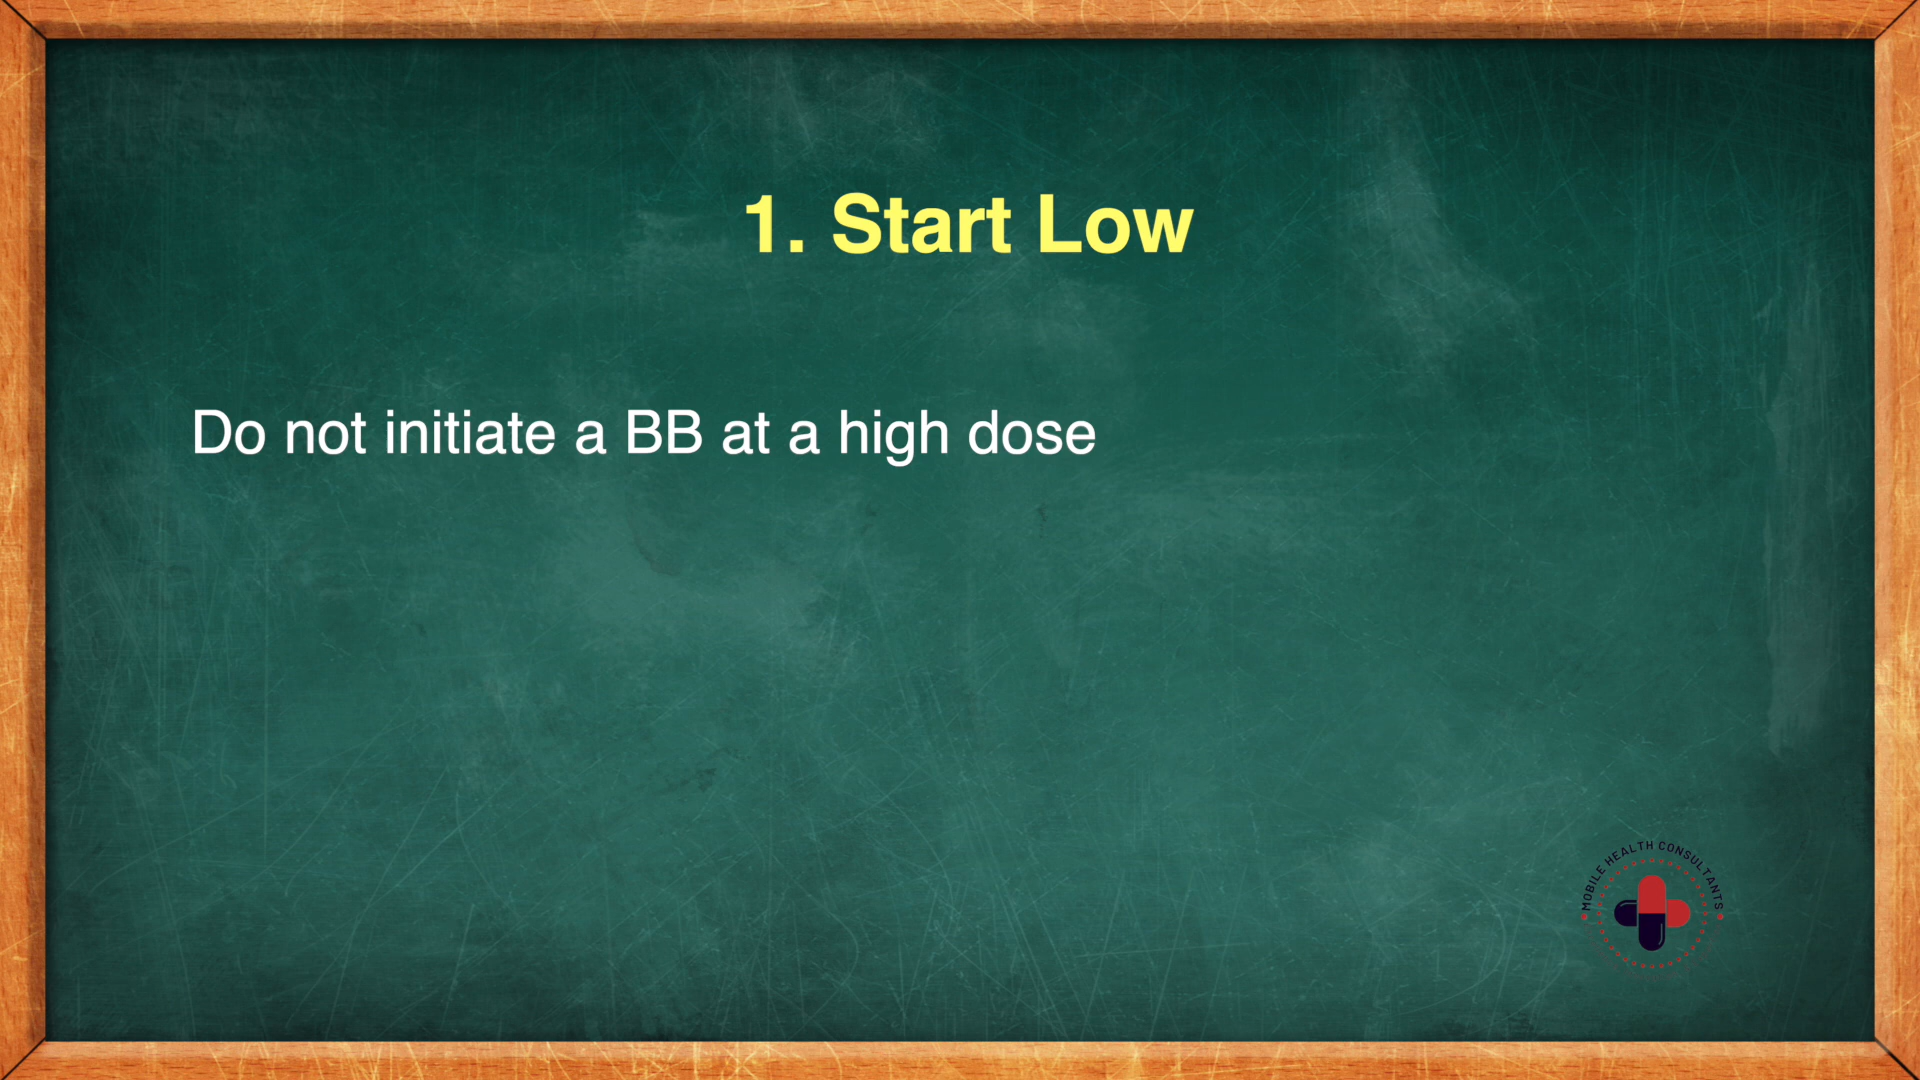 1. Start Low
Do not initiate a BB at a high dose
MOBILE HEALTH CONSULTANTS